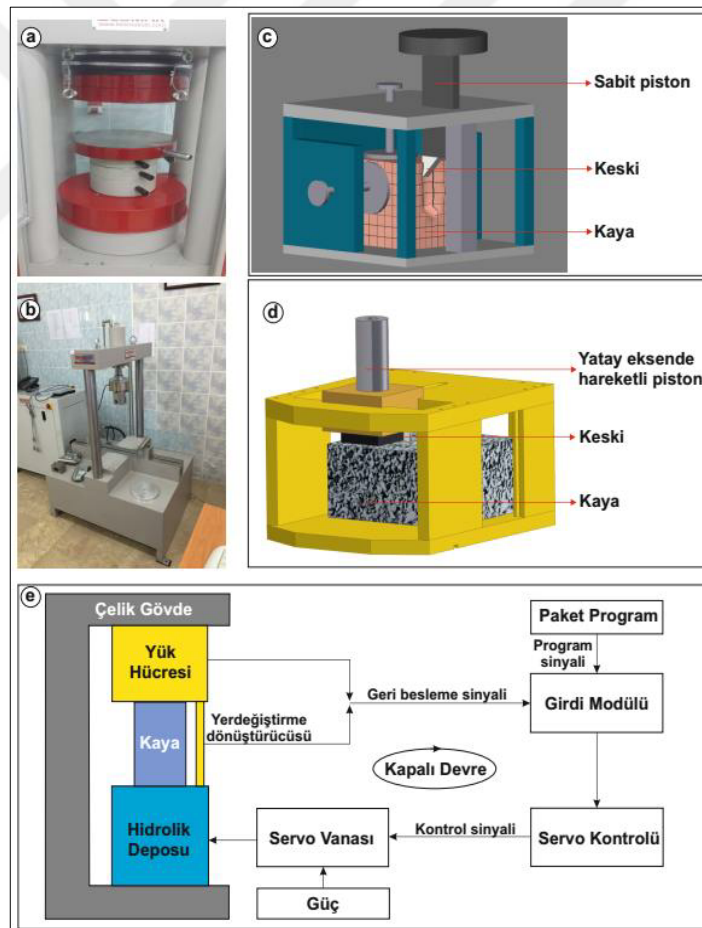 a
c
Sabit piston
Keski
Kaya
b
d
Yatay eksende
hareketli piston
Keski
Kaya
e
Çelik Gövde
Yük
Hücresi
Kaya
Hidrolik
Deposu
Yerdeğiştirme
dönüştürücüsü
Geri besleme sinyali
Paket Program
Program
sinyali
Girdi Modülü
Kapalı Devre
Kontrol sinyali
Servo Kontrolü
Servo Vanası
Güç